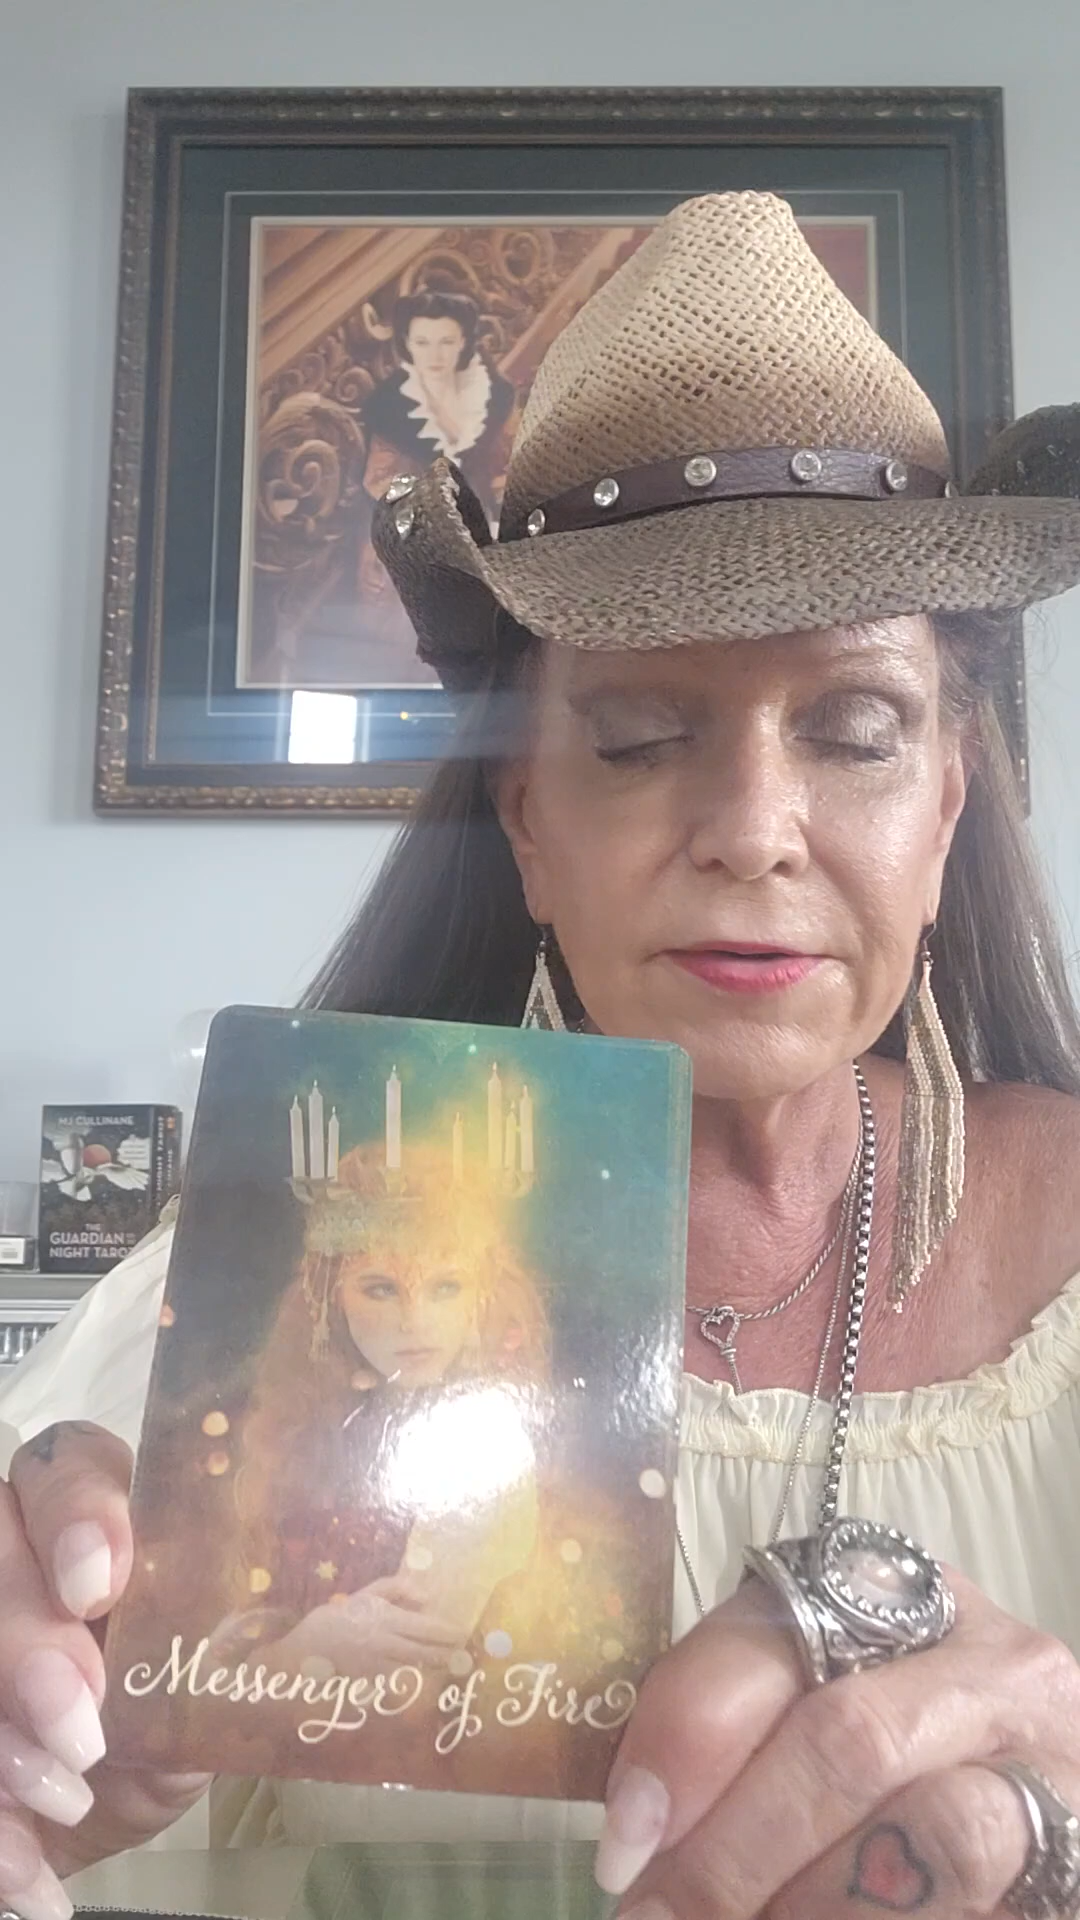 MJ CULLINANE
THE
GUARDIAN
NIGHT TAROT
Messenger of Fire